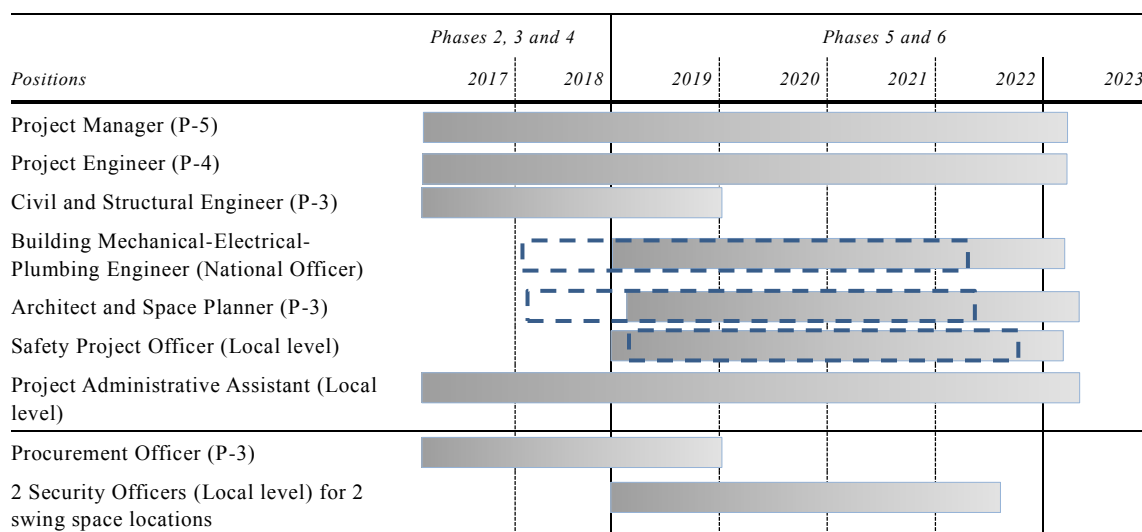 Phases 2, 3 and 4 Phases 5 and 6
Positions 2017 2018 2019 2020 2021 2022 2023
Project Manager (P-5)
Project Engineer (P-4)
Civil and Structural Engineer (P-3)
Building Mechanical-Electrical-
Plumbing Engineer (National Officer)
Architect and Space Planner (P-3)
Safety Project Officer (Local level)
Project Administrative Assistant (Local
level)
Procurement Officer (P-3)
2 Security Officers (Local level) for 2
swing space locations